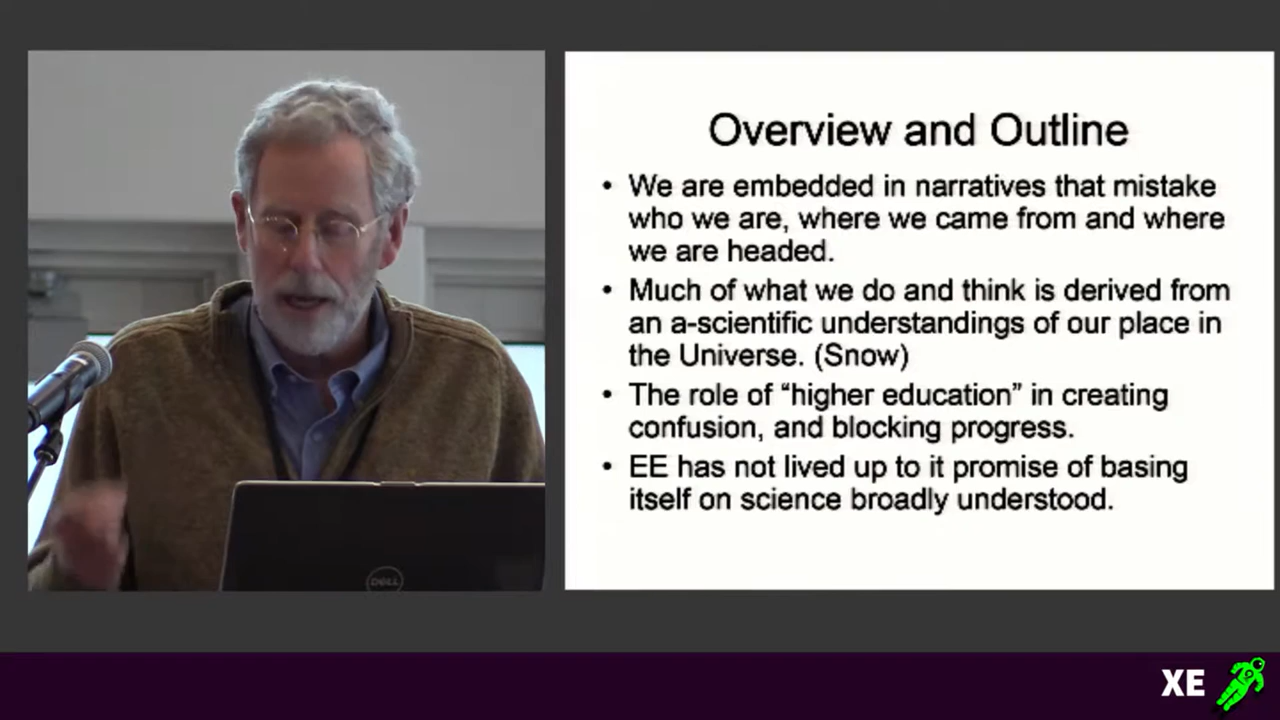 Overview and Outline
• We are embedded in narratives that mistake
who we are, where we came from and where
we are headed.
• Much of what we do and think is derived from
an a-scientific understandings of our place in
the Universe. (Snow)
• The role of “higher education” in creating
confusion, and blocking progress.
• EE has not lived up to it promise of basing
itself on science broadly understood.
DELL
XE